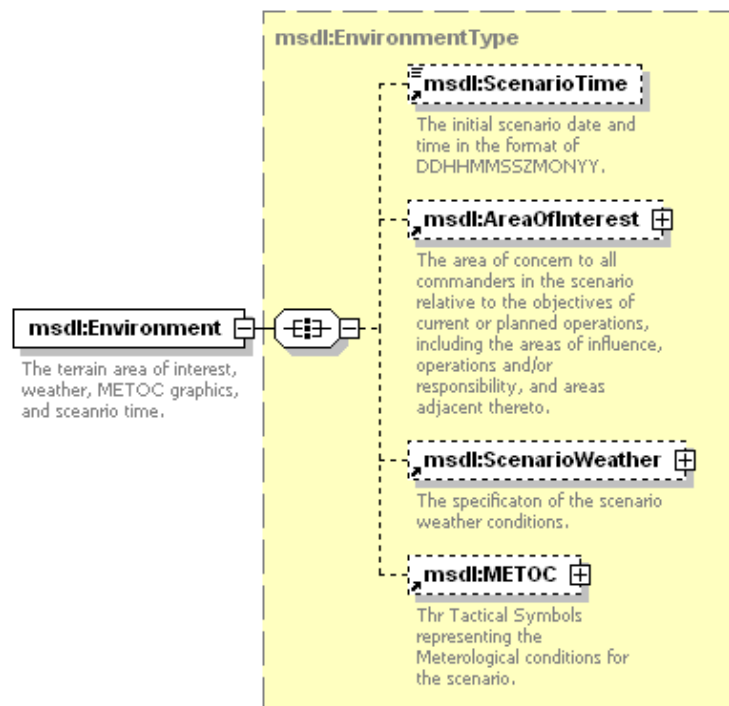 msdl:EnvironmentType
msdl:ScenarioTime
The initial scenario date and
time in the format of
DDHHMMSSZMONYY.
msdl:AreaOfInterest
The area of concern to all
commanders in the scenario
relative to the objectives of
current or planned operations,
including the areas of influence,
operations and/or
responsibility, and areas
adjacent thereto.
msdl:Environment
The terrain area of interest,
weather, METOC graphics,
and sceanrio time.
msdl:ScenarioWeather
The specificaton of the scenario
weather conditions.
msdl:METOC
Thr Tactical Symbols
representing the
Meterological conditions for
the scenario.